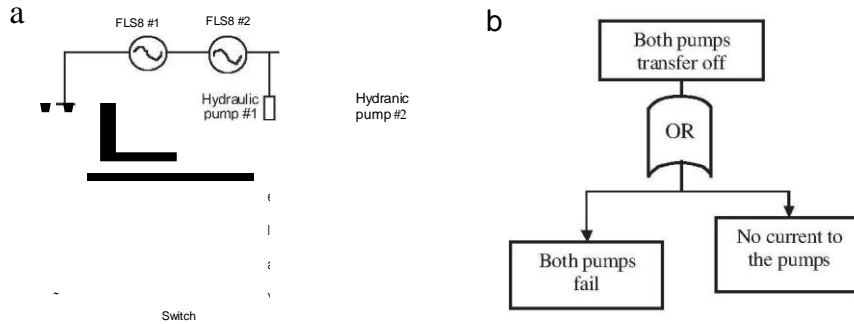 a
FLS8 #1
FLS8 #2
Hydraulic
pump #1
Hydranic
pump #2
e
l
a
Switch
b
Both pumps
transfer off
OR
Both pumps
fail
No current to
the pumps